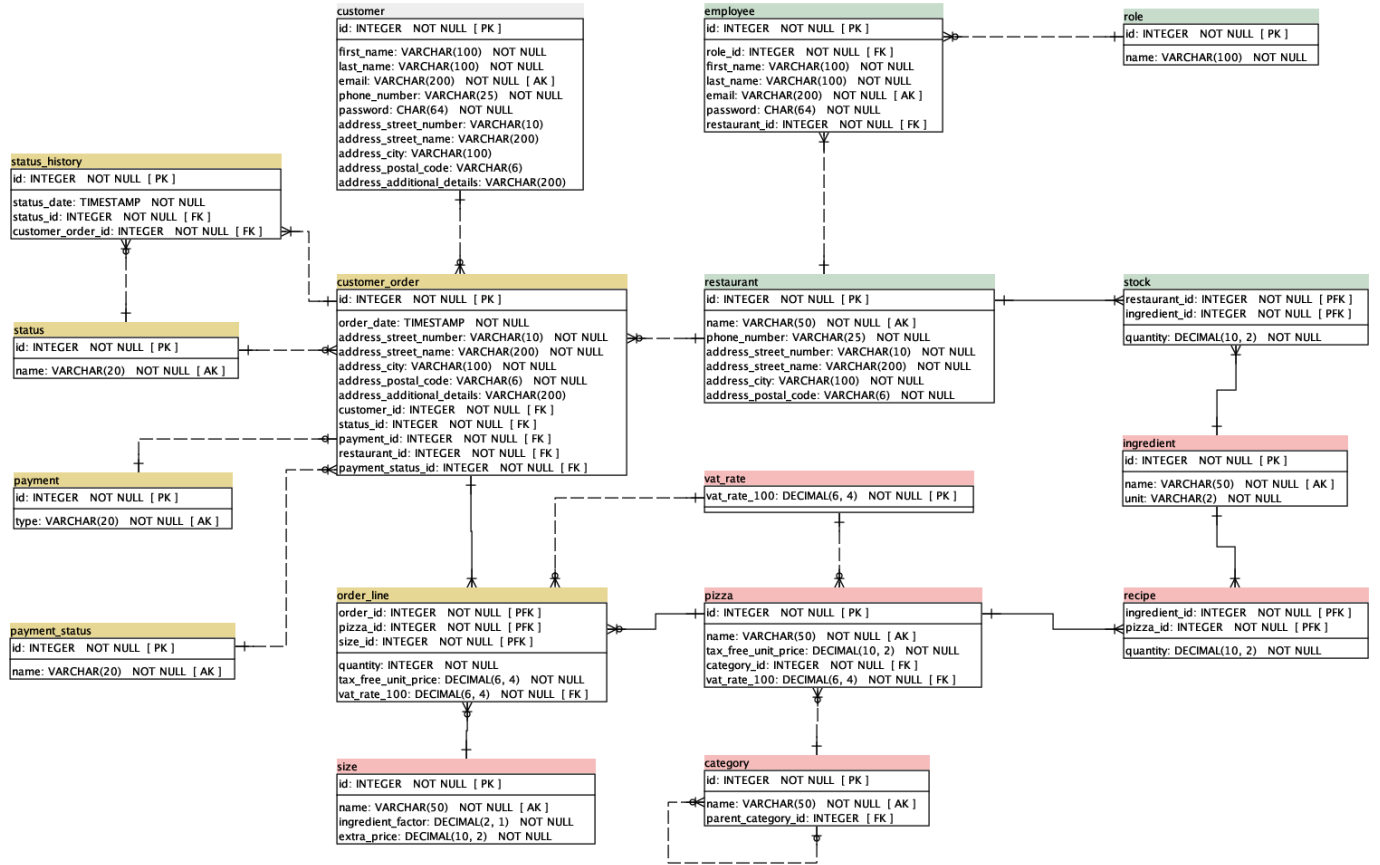 customer
id: INTEGER   NOT NULL  [ PK ]
first_name: VARCHAR(100)   NOT NULL
last_name: VARCHAR(100)   NOT NULL
email: VARCHAR(200)   NOT NULL  [ AK ]
phone_number: VARCHAR(25)   NOT NULL
password: CHAR(64)   NOT NULL
address_street_number: VARCHAR(10)
address_street_name: VARCHAR(200)
address_city: VARCHAR(100)
address_postal_code: VARCHAR(6)
address_additional_details: VARCHAR(200)
employee
id: INTEGER   NOT NULL  [ PK ]
role_id: INTEGER   NOT NULL  [ FK ]
first_name: VARCHAR(100)   NOT NULL
last_name: VARCHAR(100)   NOT NULL
email: VARCHAR(200)   NOT NULL  [ AK ]
password: CHAR(64)   NOT NULL
restaurant_id: INTEGER   NOT NULL  [ FK ]
role
id: INTEGER   NOT NULL  [ PK ]
name: VARCHAR(100)   NOT NULL
status_history
id: INTEGER   NOT NULL  [ PK ]
status_date: TIMESTAMP   NOT NULL
status_id: INTEGER   NOT NULL  [ FK ]
customer_order_id: INTEGER   NOT NULL  [ FK ]
customer_order
id: INTEGER   NOT NULL  [ PK ]
order_date: TIMESTAMP   NOT NULL
address_street_number: VARCHAR(10)   NOT NULL
address_street_name: VARCHAR(200)   NOT NULL
address_city: VARCHAR(100)   NOT NULL
address_postal_code: VARCHAR(6)   NOT NULL
address_additional_details: VARCHAR(200)
customer_id: INTEGER   NOT NULL  [ FK ]
status_id: INTEGER   NOT NULL  [ FK ]
payment_id: INTEGER   NOT NULL  [ FK ]
restaurant_id: INTEGER   NOT NULL  [ FK ]
payment_status_id: INTEGER   NOT NULL  [ FK ]
restaurant
id: INTEGER   NOT NULL  [ PK ]
name: VARCHAR(50)   NOT NULL  [ AK ]
phone_number: VARCHAR(25)   NOT NULL
address_street_number: VARCHAR(10)   NOT NULL
address_street_name: VARCHAR(200)   NOT NULL
address_city: VARCHAR(100)   NOT NULL
address_postal_code: VARCHAR(6)   NOT NULL
stock
restaurant_id: INTEGER   NOT NULL  [ PFK ]
ingredient_id: INTEGER   NOT NULL  [ PFK ]
quantity: DECIMAL(10, 2)   NOT NULL
status
id: INTEGER   NOT NULL  [ PK ]
name: VARCHAR(20)   NOT NULL  [ AK ]
ingredient
id: INTEGER   NOT NULL  [ PK ]
name: VARCHAR(50)   NOT NULL  [ AK ]
unit: VARCHAR(2)   NOT NULL
payment
id: INTEGER   NOT NULL  [ PK ]
type: VARCHAR(20)   NOT NULL  [ AK ]
vat_rate
vat_rate_100: DECIMAL(6, 4)   NOT NULL  [ PK ]
order_line
order_id: INTEGER   NOT NULL  [ PFK ]
pizza_id: INTEGER   NOT NULL  [ PFK ]
size_id: INTEGER   NOT NULL  [ PFK ]
quantity: INTEGER   NOT NULL
tax_free_unit_price: DECIMAL(6, 4)   NOT NULL
vat_rate_100: DECIMAL(6, 4)   NOT NULL  [ FK ]
pizza
id: INTEGER   NOT NULL  [ PK ]
name: VARCHAR(50)   NOT NULL  [ AK ]
tax_free_unit_price: DECIMAL(10, 2)   NOT NULL
category_id: INTEGER   NOT NULL  [ FK ]
vat_rate_100: DECIMAL(6, 4)   NOT NULL  [ FK ]
recipe
ingredient_id: INTEGER   NOT NULL  [ PFK ]
pizza_id: INTEGER   NOT NULL  [ PFK ]
quantity: DECIMAL(10, 2)   NOT NULL
payment_status
id: INTEGER   NOT NULL  [ PK ]
name: VARCHAR(20)   NOT NULL  [ AK ]
size
id: INTEGER   NOT NULL  [ PK ]
name: VARCHAR(50)   NOT NULL  [ AK ]
ingredient_factor: DECIMAL(2, 1)   NOT NULL
extra_price: DECIMAL(10, 2)   NOT NULL
category
id: INTEGER   NOT NULL  [ PK ]
name: VARCHAR(50)   NOT NULL  [ AK ]
parent_category_id: INTEGER  [ FK ]